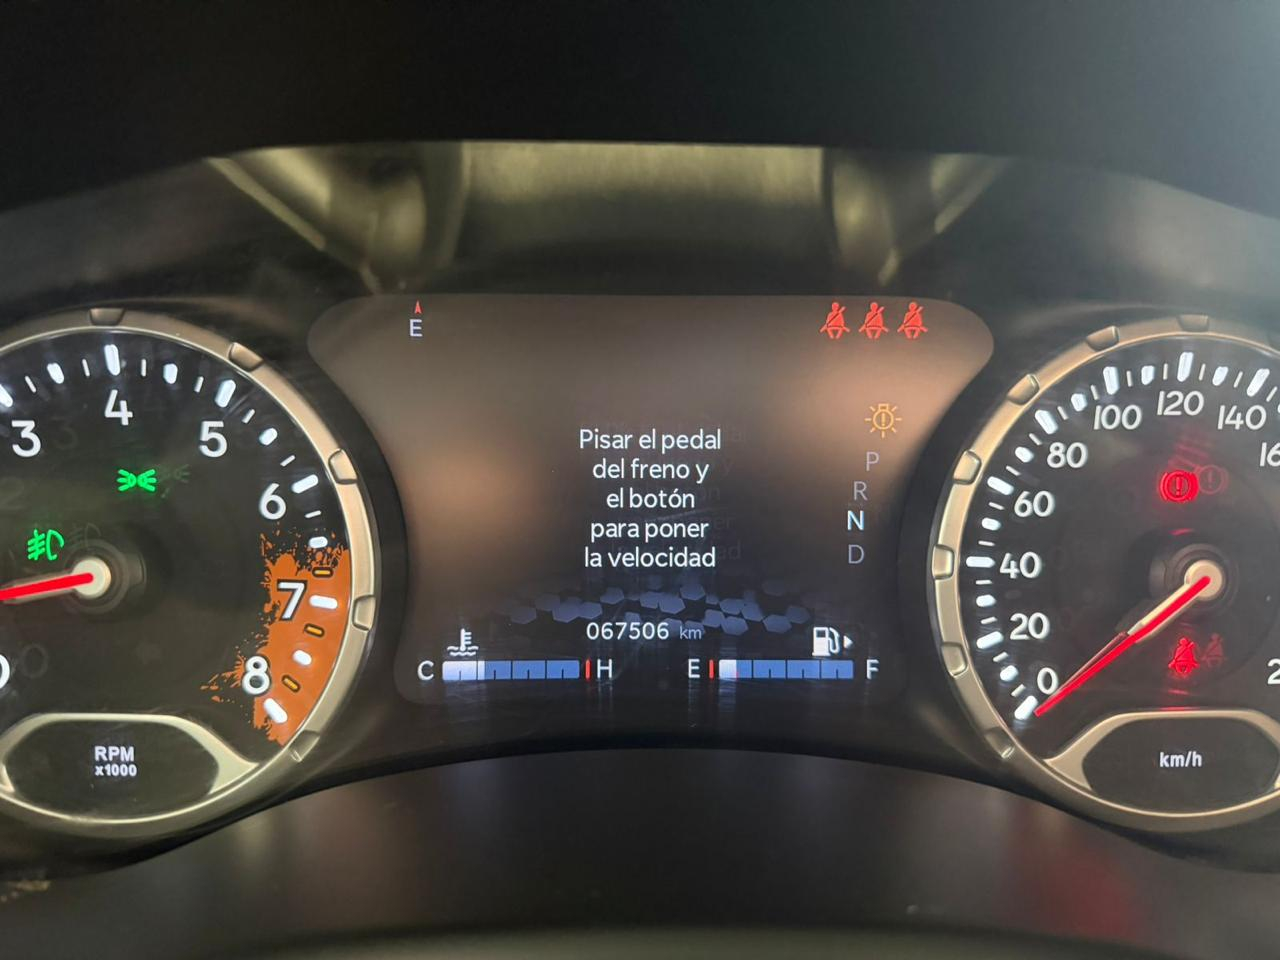 E
Pisar el pedal
del freno y
el botón
para poner
la velocidad
P
R
N
D
067506 km
C H
E F
3 4 5 6 7 8
RPM
x1000
0 20 40 60 80 100 120 140
km/h